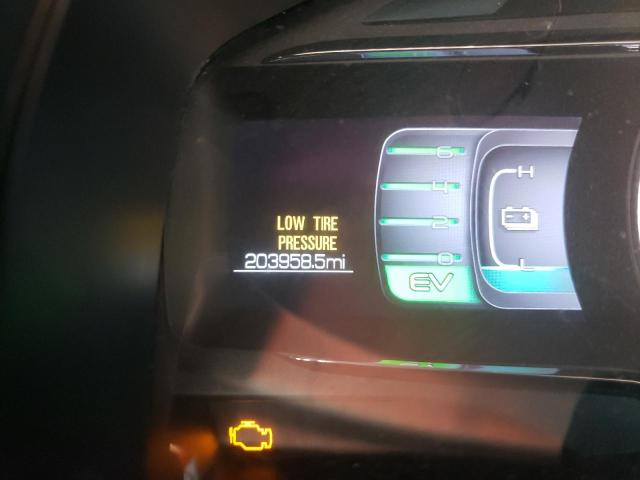 LOW TIRE
PRESSURE
203958.5mi
6
4
2
0
EV
H
L